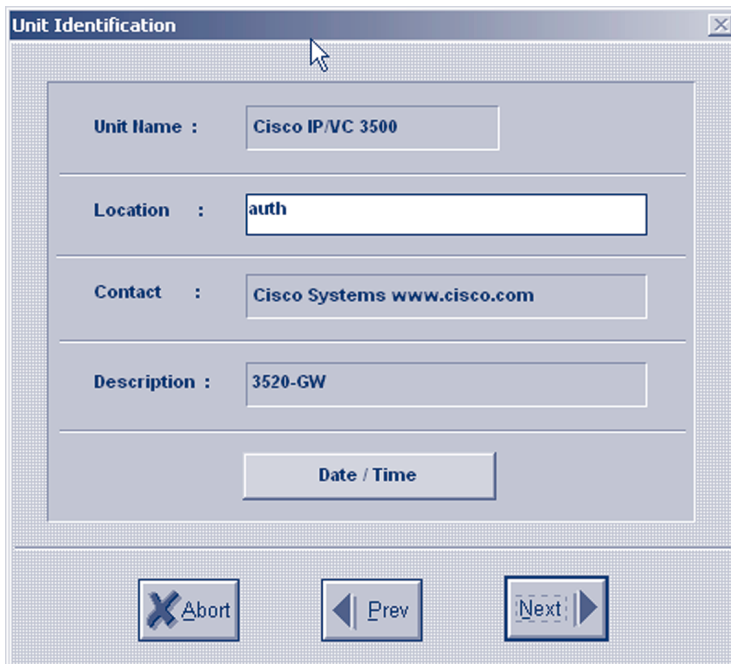 Unit Identification
Unit Name : Cisco IP/VC 3500
Location : auth
Contact : Cisco Systems www.cisco.com
Description : 3520-GW
Date / Time
Abort Prev Next